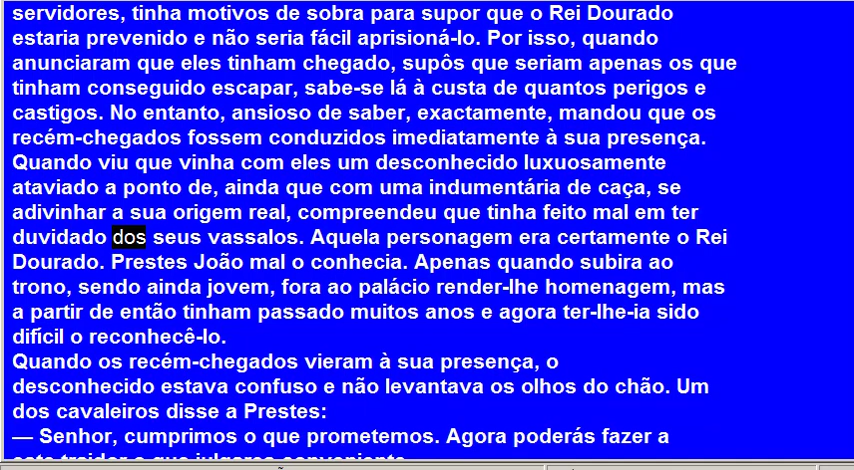 servidores, tinha motivos de sobra para supor que o Rei Dourado
estaria prevenido e não seria fácil aprisioná-lo. Por isso, quando
anunciaram que eles tinham chegado, supôs que seriam apenas os que
tinham conseguido escapar, sabe-se lá à custa de quantos perigos e
castigos. No entanto, ansioso de saber, exactamente, mandou que os
recém-chegados fossem conduzidos imediatamente à sua presença.
Quando viu que vinha com eles um desconhecido luxuosamente
ataviado a ponto de, ainda que com uma indumentária de caça, se
adivinhar a sua origem real, compreendeu que tinha feito mal em ter
duvidado dos seus vassalos. Aquela personagem era certamente o Rei
Dourado. Prestes João mal o conhecia. Apenas quando subira ao
trono, sendo ainda jovem, fora ao palácio render-lhe homenagem, mas
a partir de então tinham passado muitos anos e agora ter-lhe-ia sido
difícil o reconhecê-lo.
Quando os recém-chegados vieram à sua presença, o
desconhecido estava confuso e não levantava os olhos do chão. Um
dos cavaleiros disse a Prestes:
— Senhor, cumprimos o que prometemos. Agora poderás fazer a
este traidor o que julgares conveniente